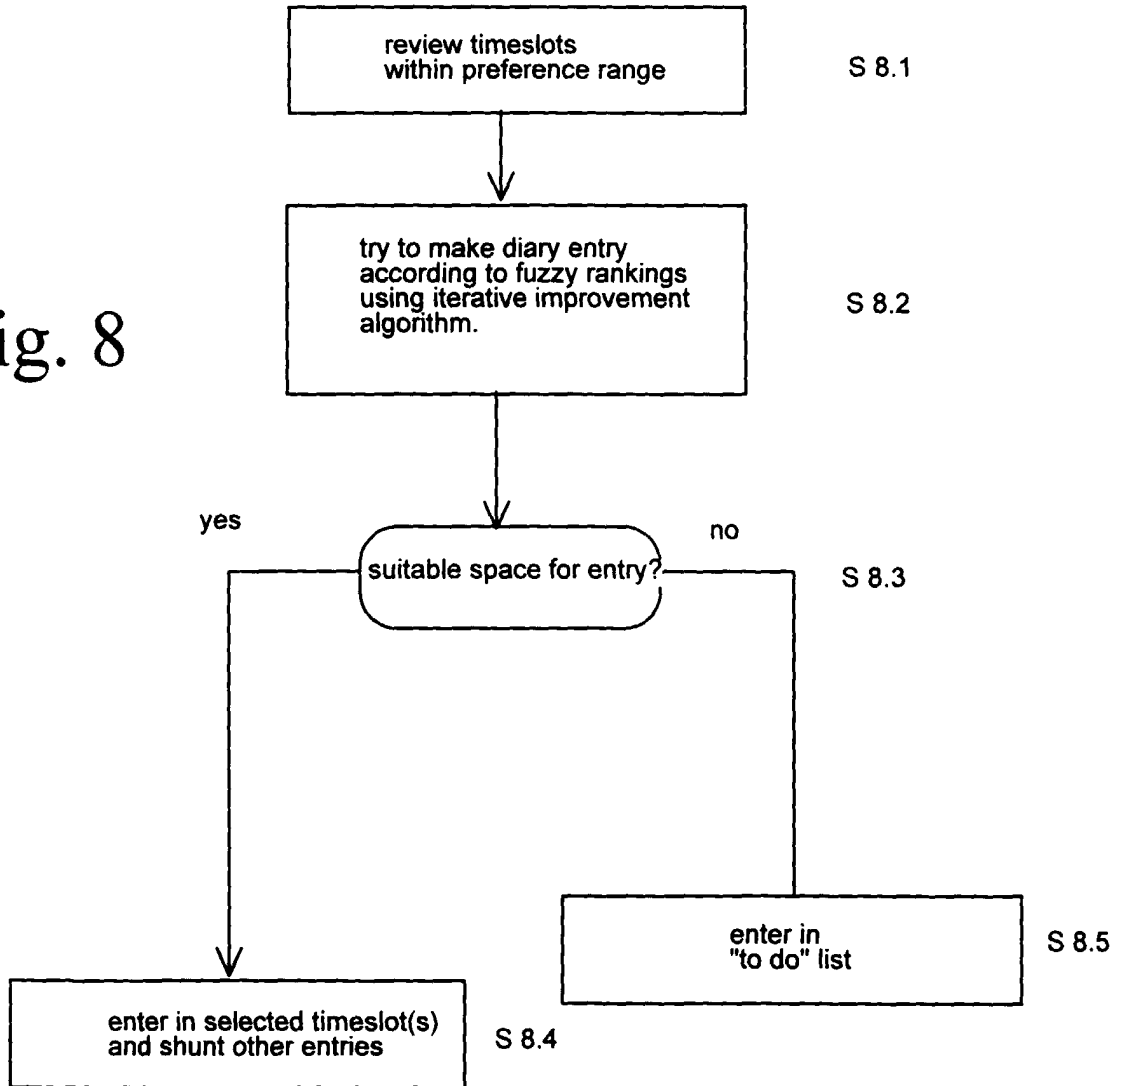 review timeslots
within preference range
S 8.1
try to make diary entry
according to fuzzy rankings
using iterative improvement
algorithm.
S 8.2
ig. 8
yes
no
suitable space for entry?
S 8.3
enter in
"to do" list
S 8.5
enter in selected timeslot(s)
and shunt other entries
S 8.4